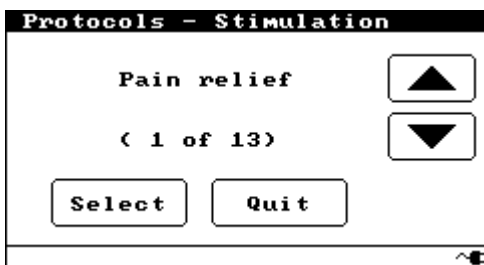 Protocols - Stimulation
Pain relief
( 1 of 13)
Select Quit